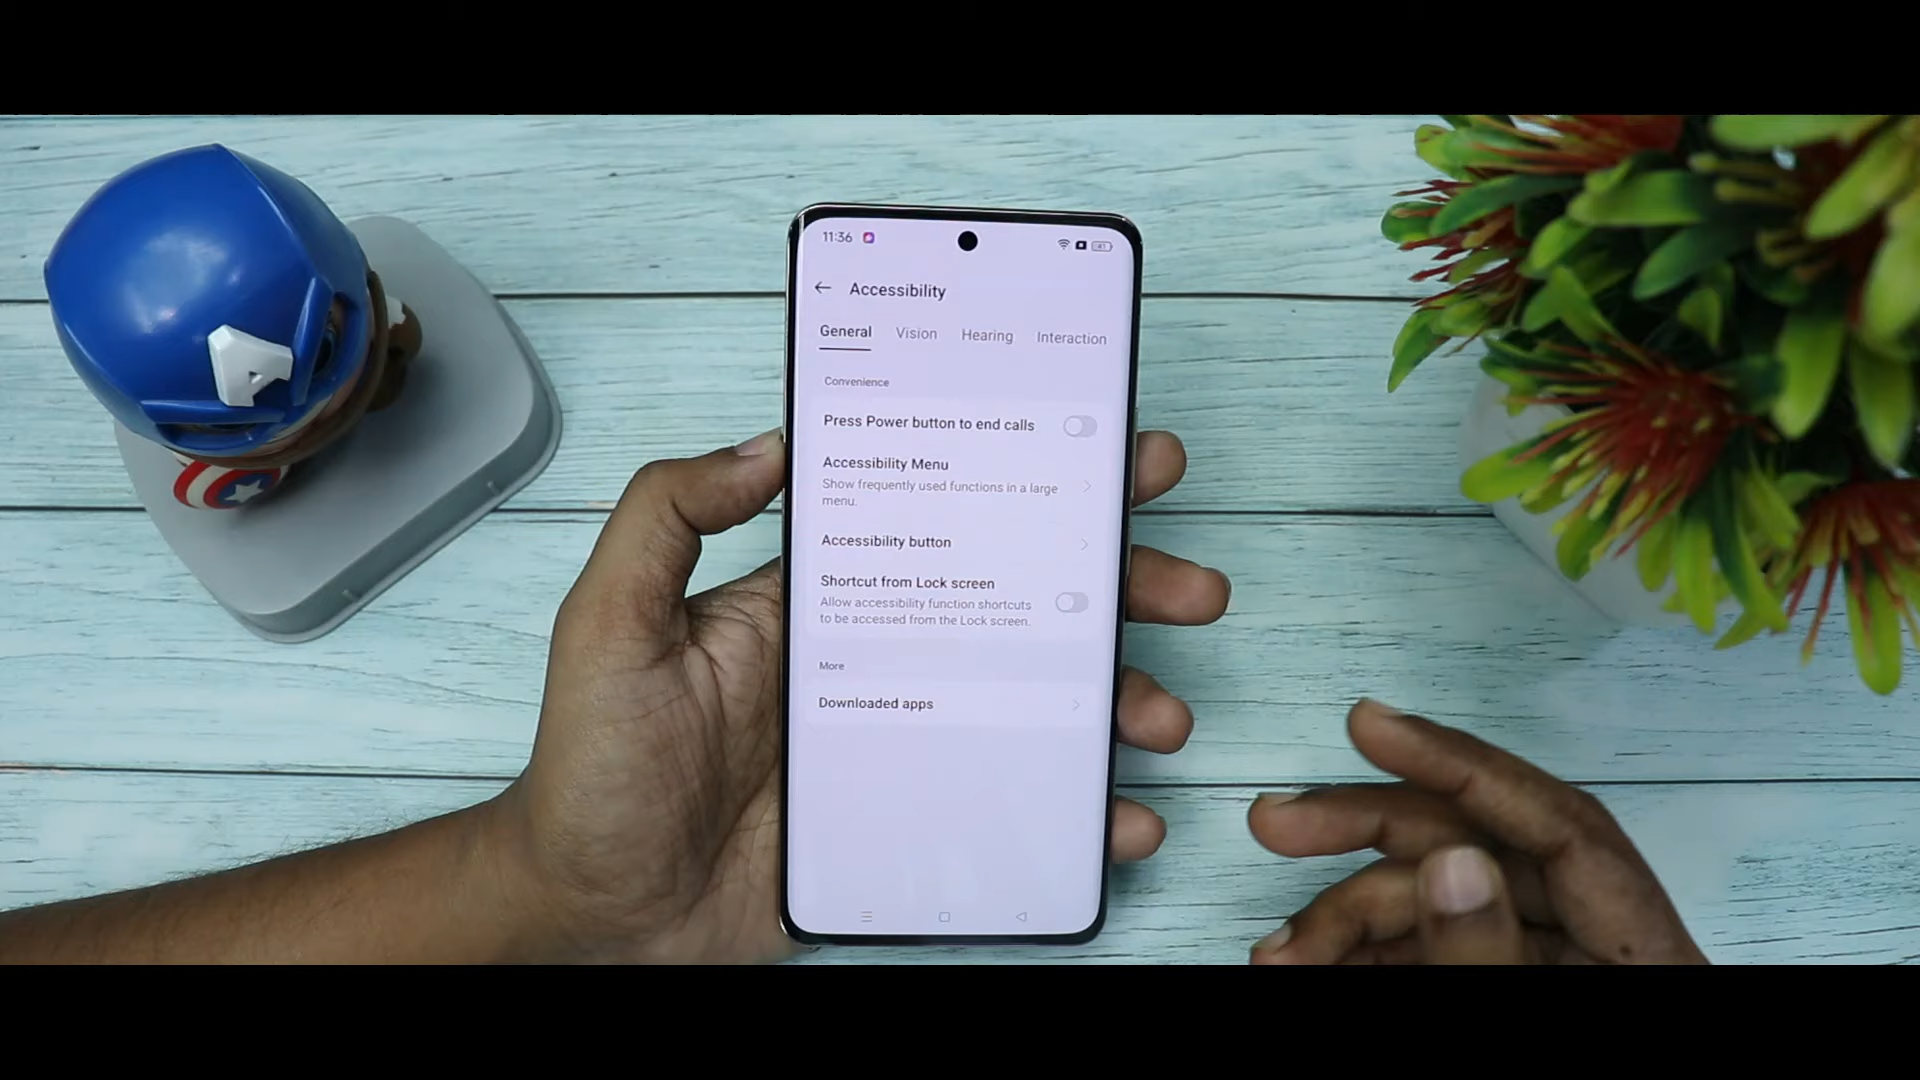 11:36
Accessibility
General Vision Hearing Interaction
Convenience
Press Power button to end calls
Accessibility Menu
Show frequently used functions in a large
menu.
Accessibility button
Shortcut from Lock screen
Allow accessibility function shortcuts
to be accessed from the Lock screen.
More
Downloaded apps
A